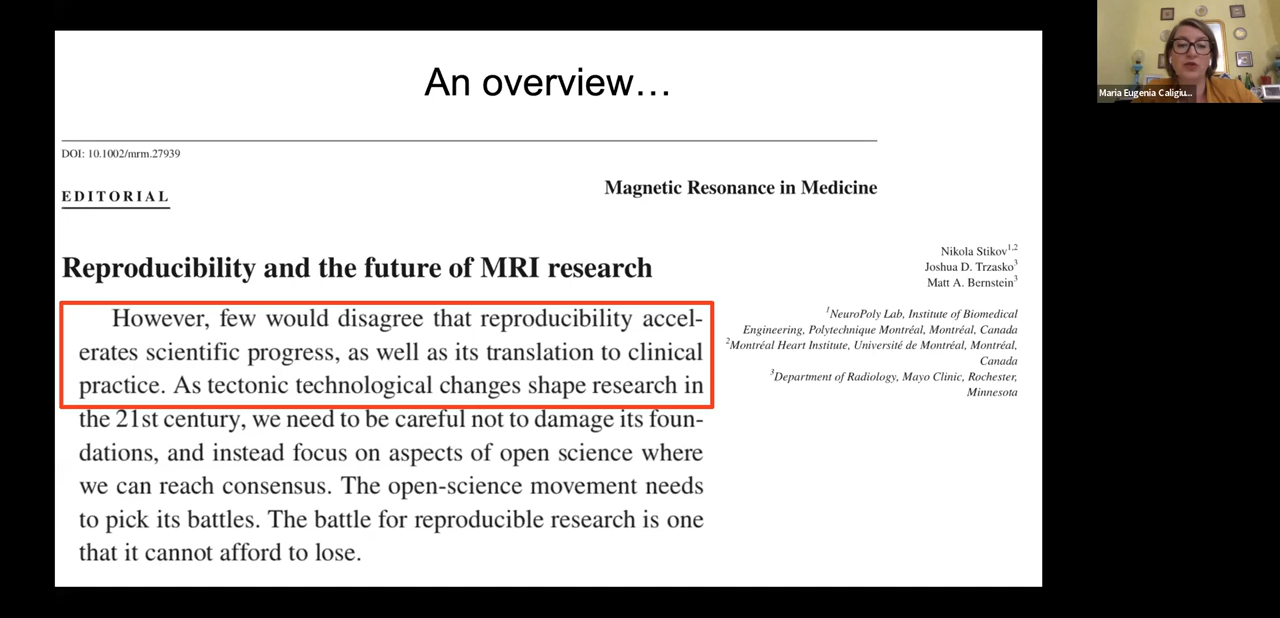 An overview…
DOI: 10.1002/mrm.27939
EDITORIAL
Magnetic Resonance in Medicine
Reproducibility and the future of MRI research
Nikola Stikov1,2
Joshua D. Trzasko3
Matt A. Bernstein3
1NeuroPoly Lab, Institute of Biomedical
Engineering, Polytechnique Montréal, Montréal, Canada
2Montréal Heart Institute, Université de Montréal, Montréal,
Canada
3Department of Radiology, Mayo Clinic, Rochester,
Minnesota
However, few would disagree that reproducibility accel-
erates scientific progress, as well as its translation to clinical
practice. As tectonic technological changes shape research in
the 21st century, we need to be careful not to damage its foun-
dations, and instead focus on aspects of open science where
we can reach consensus. The open-science movement needs
to pick its battles. The battle for reproducible research is one
that it cannot afford to lose.
Maria Eugenia Caligiu...